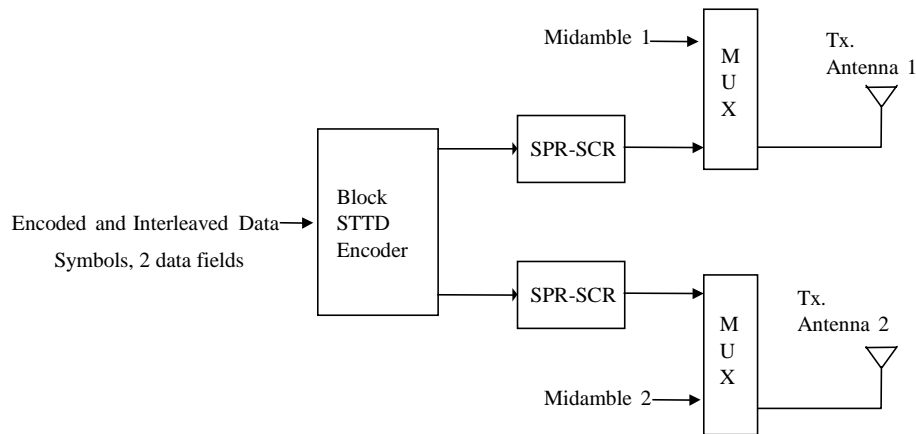 Midamble 1
M
U
X
Tx.
Antenna 1
SPR-SCR
Block
STTD
Encoder
Encoded and Interleaved Data
Symbols, 2 data fields
SPR-SCR
M
U
X
Tx.
Antenna 2
Midamble 2